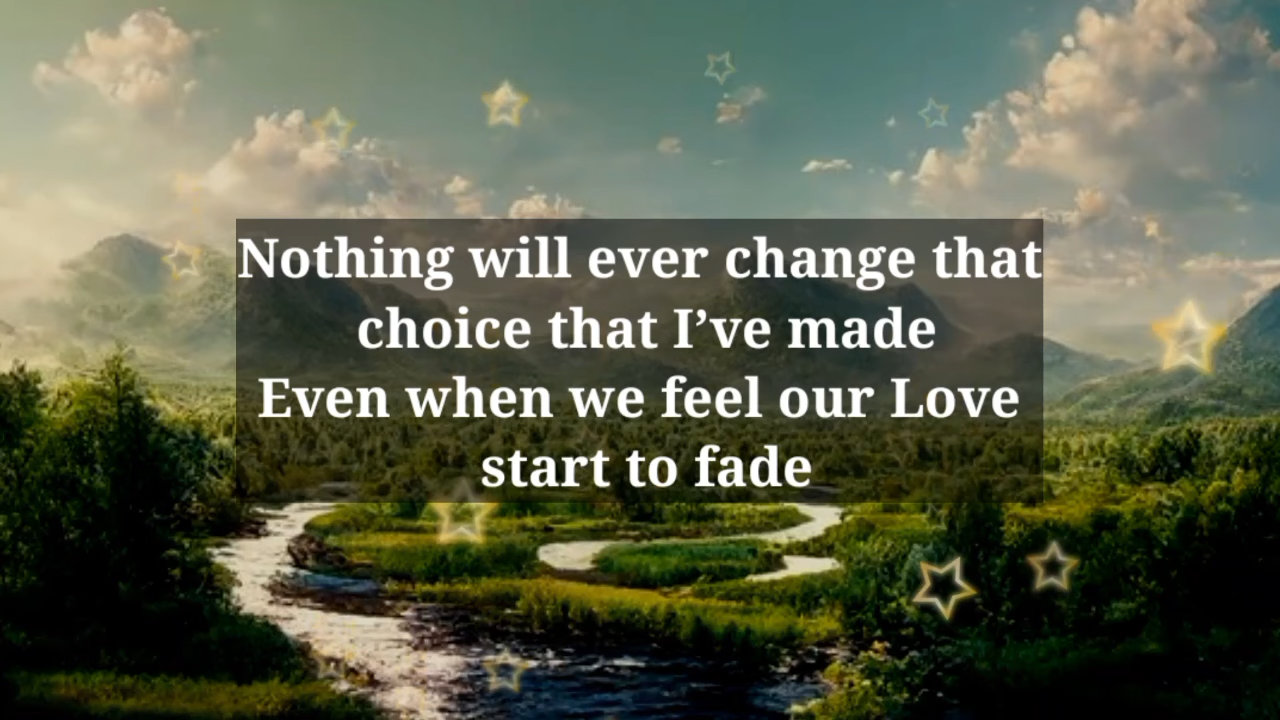 Nothing will ever change that
choice that I’ve made
Even when we feel our Love
start to fade